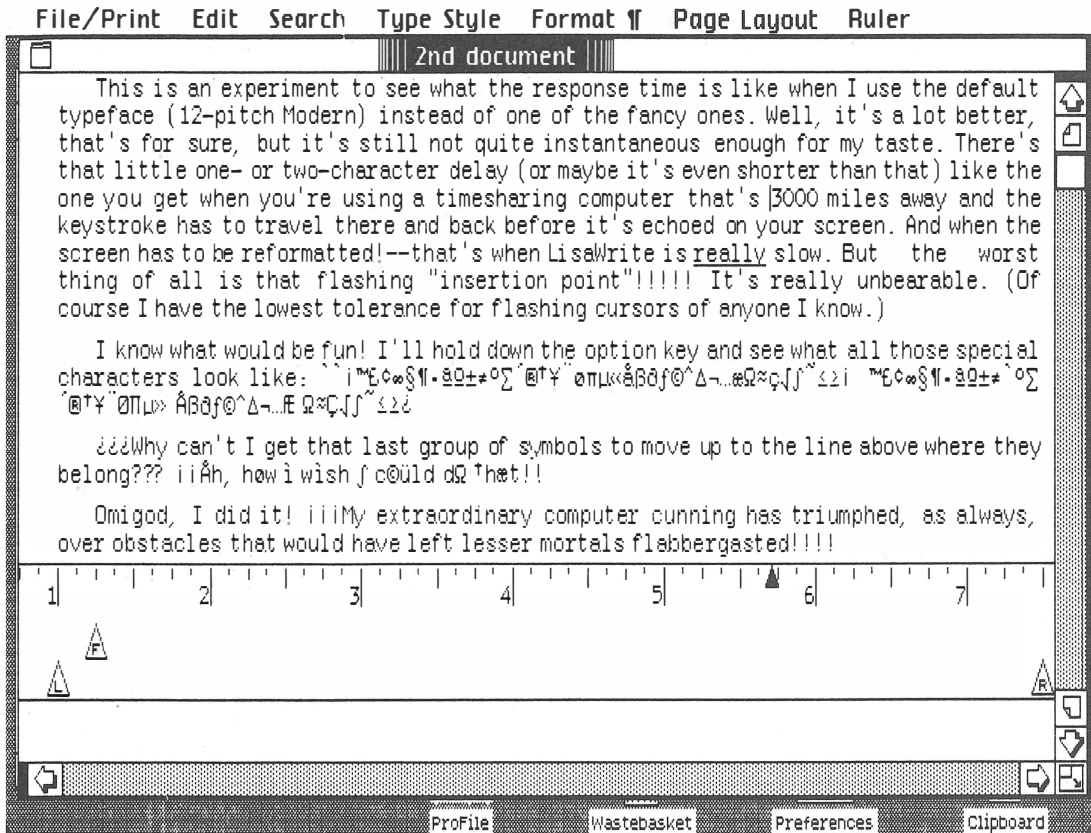 File/Print Edit Search Type Style Format ¶ Page Layout Ruler
2nd document
This is an experiment to see what the response time is like when I use the default
typeface (12-pitch Modern) instead of one of the fancy ones. Well, it's a lot better,
that's for sure, but it's still not quite instantaneous enough for my taste. There's
that little one- or two-character delay (or maybe it's even shorter than that) like the
one you get when you're using a timesharing computer that's 3000 miles away and the
keystroke has to travel there and back before it's echoed on your screen. And when the
screen has to be reformatted!--that's when LisaWrite is really slow. But the worst
thing of all is that flashing "insertion point"!!!!! It's really unbearable. (Of
course I have the lowest tolerance for flashing cursors of anyone I know.)
I know what would be fun! I'll hold down the option key and see what all those special
characters look like: ``¡™£¢∞§¶•ªº±≠º∑´®†¥¨øπµ«åß∂ƒ©^∆¬…æΩ≈ç√∫˜≤≥¡ ™£¢∞§¶•ªº±≠`º∑
´®†¥¨ØΠµ» Åß∂ƒ©^∆¬…Æ Ω≈Ç√∫˜≤≥¿
¿¿¿Why can't I get that last group of symbols to move up to the line above where they
belong??? ¡¡Åh, høw ì wìsh ∫ c©üld dΩ †hæt!!
Omigod, I did it! ¡¡¡My extraordinary computer cunning has triumphed, as always,
over obstacles that would have left lesser mortals flabbergasted!!!!
1 2 3 4 5 6 7
F
L R
ProFile Wastebasket Preferences Clipboard